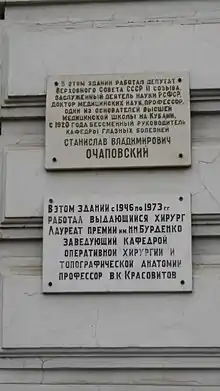 В этом здании работал депутат
Верховного Совета СССР II созыва,
заслуженный деятель науки РСФСР,
доктор медицинских наук, профессор,
один из основателей высшей
медицинской школы на Кубани,
с 1920 года бессменный руководитель
кафедры глазных болезней
Станислав Владимирович
ОЧАПОВСКИЙ
В этом здании с 1946 по 1973 гг
работал выдающийся хирург
Лауреат премии им НН Бурденко
заведующий кафедрой
оперативной хирургии и
топографической анатомии
профессор В.К Красовитов